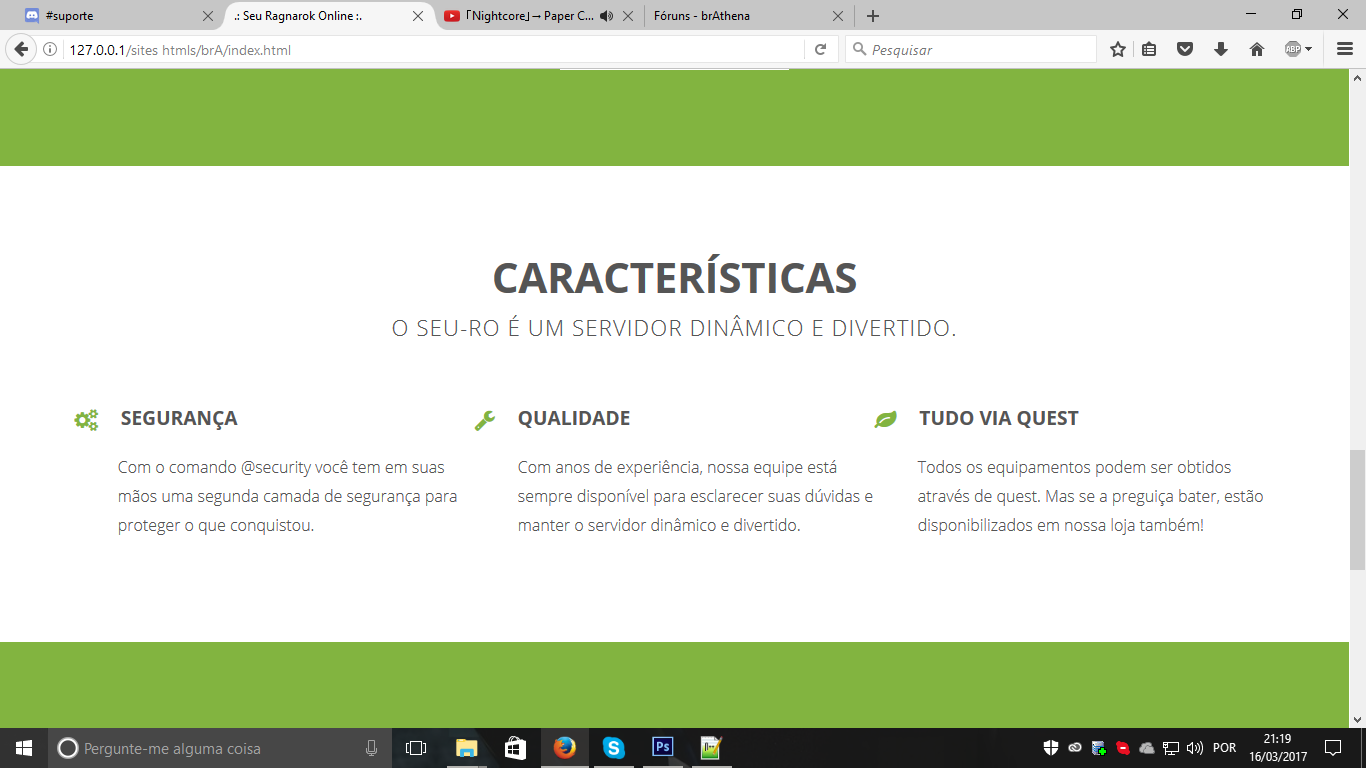 #suporte
.: Seu Ragnarok Online :.
「Nightcore」→ Paper C...
Fóruns - brAthena
127.0.0.1/sites htmls/brA/index.html
Pesquisar
ABP
CARACTERÍSTICAS
O SEU-RO É UM SERVIDOR DINÂMICO E DIVERTIDO.
SEGURANÇA
Com o comando @security você tem em suas
mãos uma segunda camada de segurança para
proteger o que conquistou.
QUALIDADE
Com anos de experiência, nossa equipe está
sempre disponível para esclarecer suas dúvidas e
manter o servidor dinâmico e divertido.
TUDO VIA QUEST
Todos os equipamentos podem ser obtidos
através de quest. Mas se a preguiça bater, estão
disponibilizados em nossa loja também!
Pergunte-me alguma coisa
Ps
POR
21:19
16/03/2017